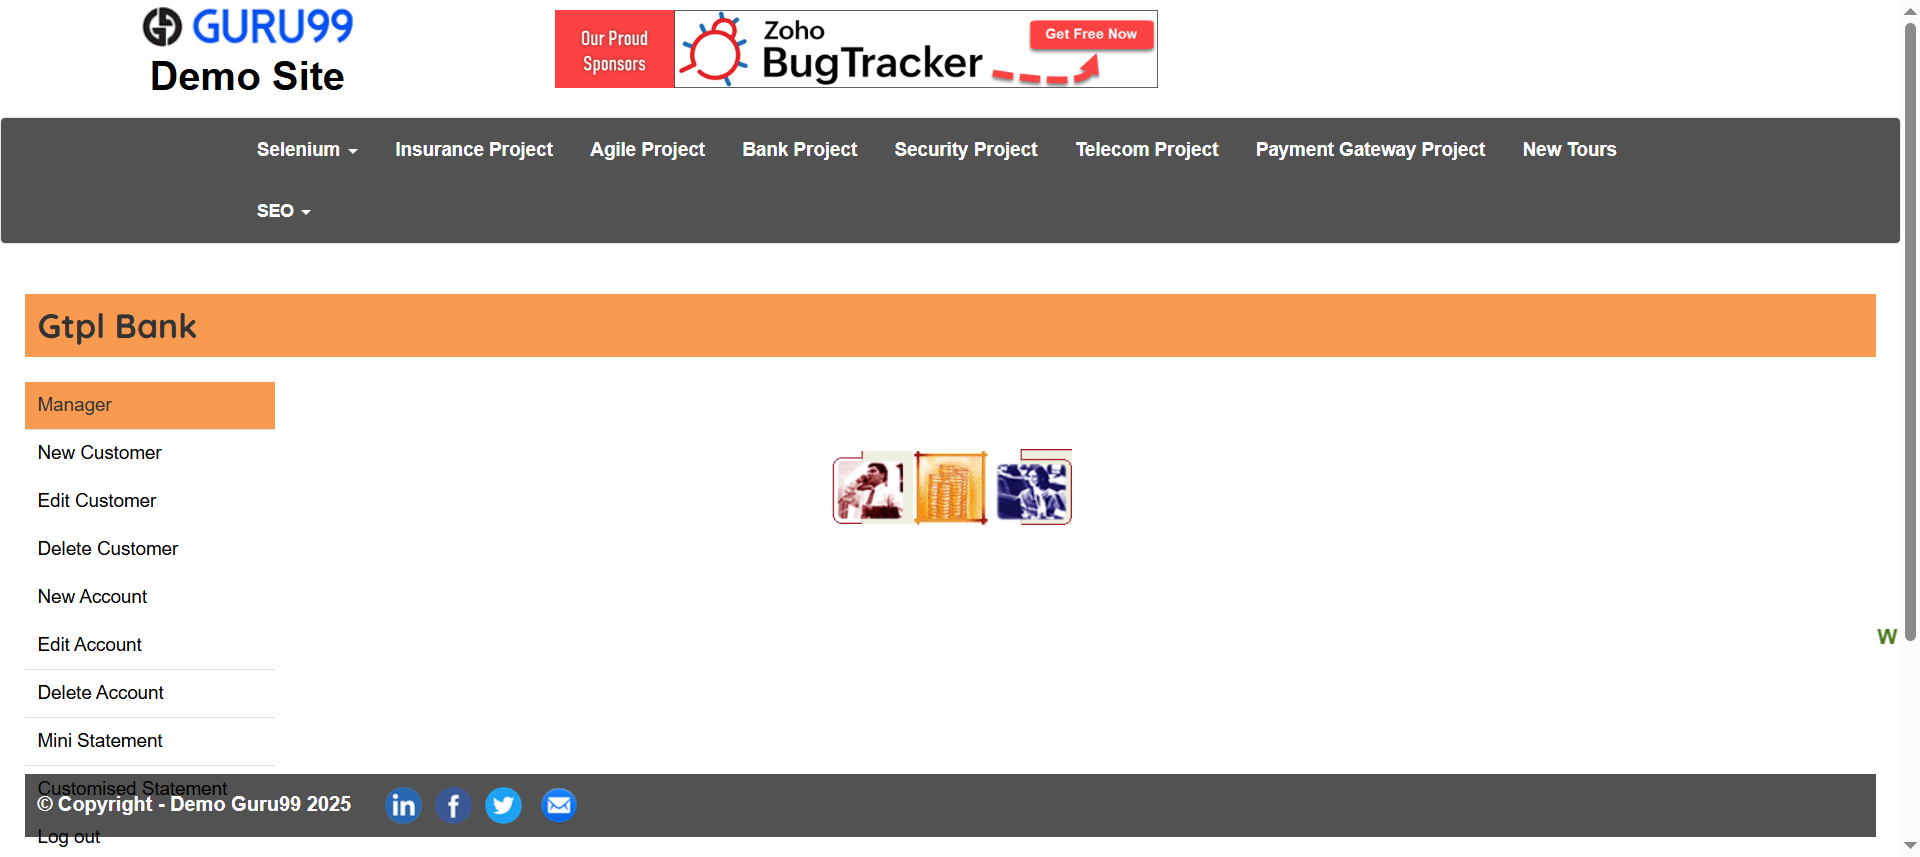 GURU99
Demo Site
Our Proud
Sponsors
Zoho
BugTracker
Get Free Now
Selenium
Insurance Project
Agile Project
Bank Project
Security Project
Telecom Project
Payment Gateway Project
New Tours
SEO
Gtpl Bank
Manager
New Customer
Edit Customer
Delete Customer
New Account
Edit Account
Delete Account
Mini Statement
Customised Statement
© Copyright - Demo Guru99 2025
Log out
W